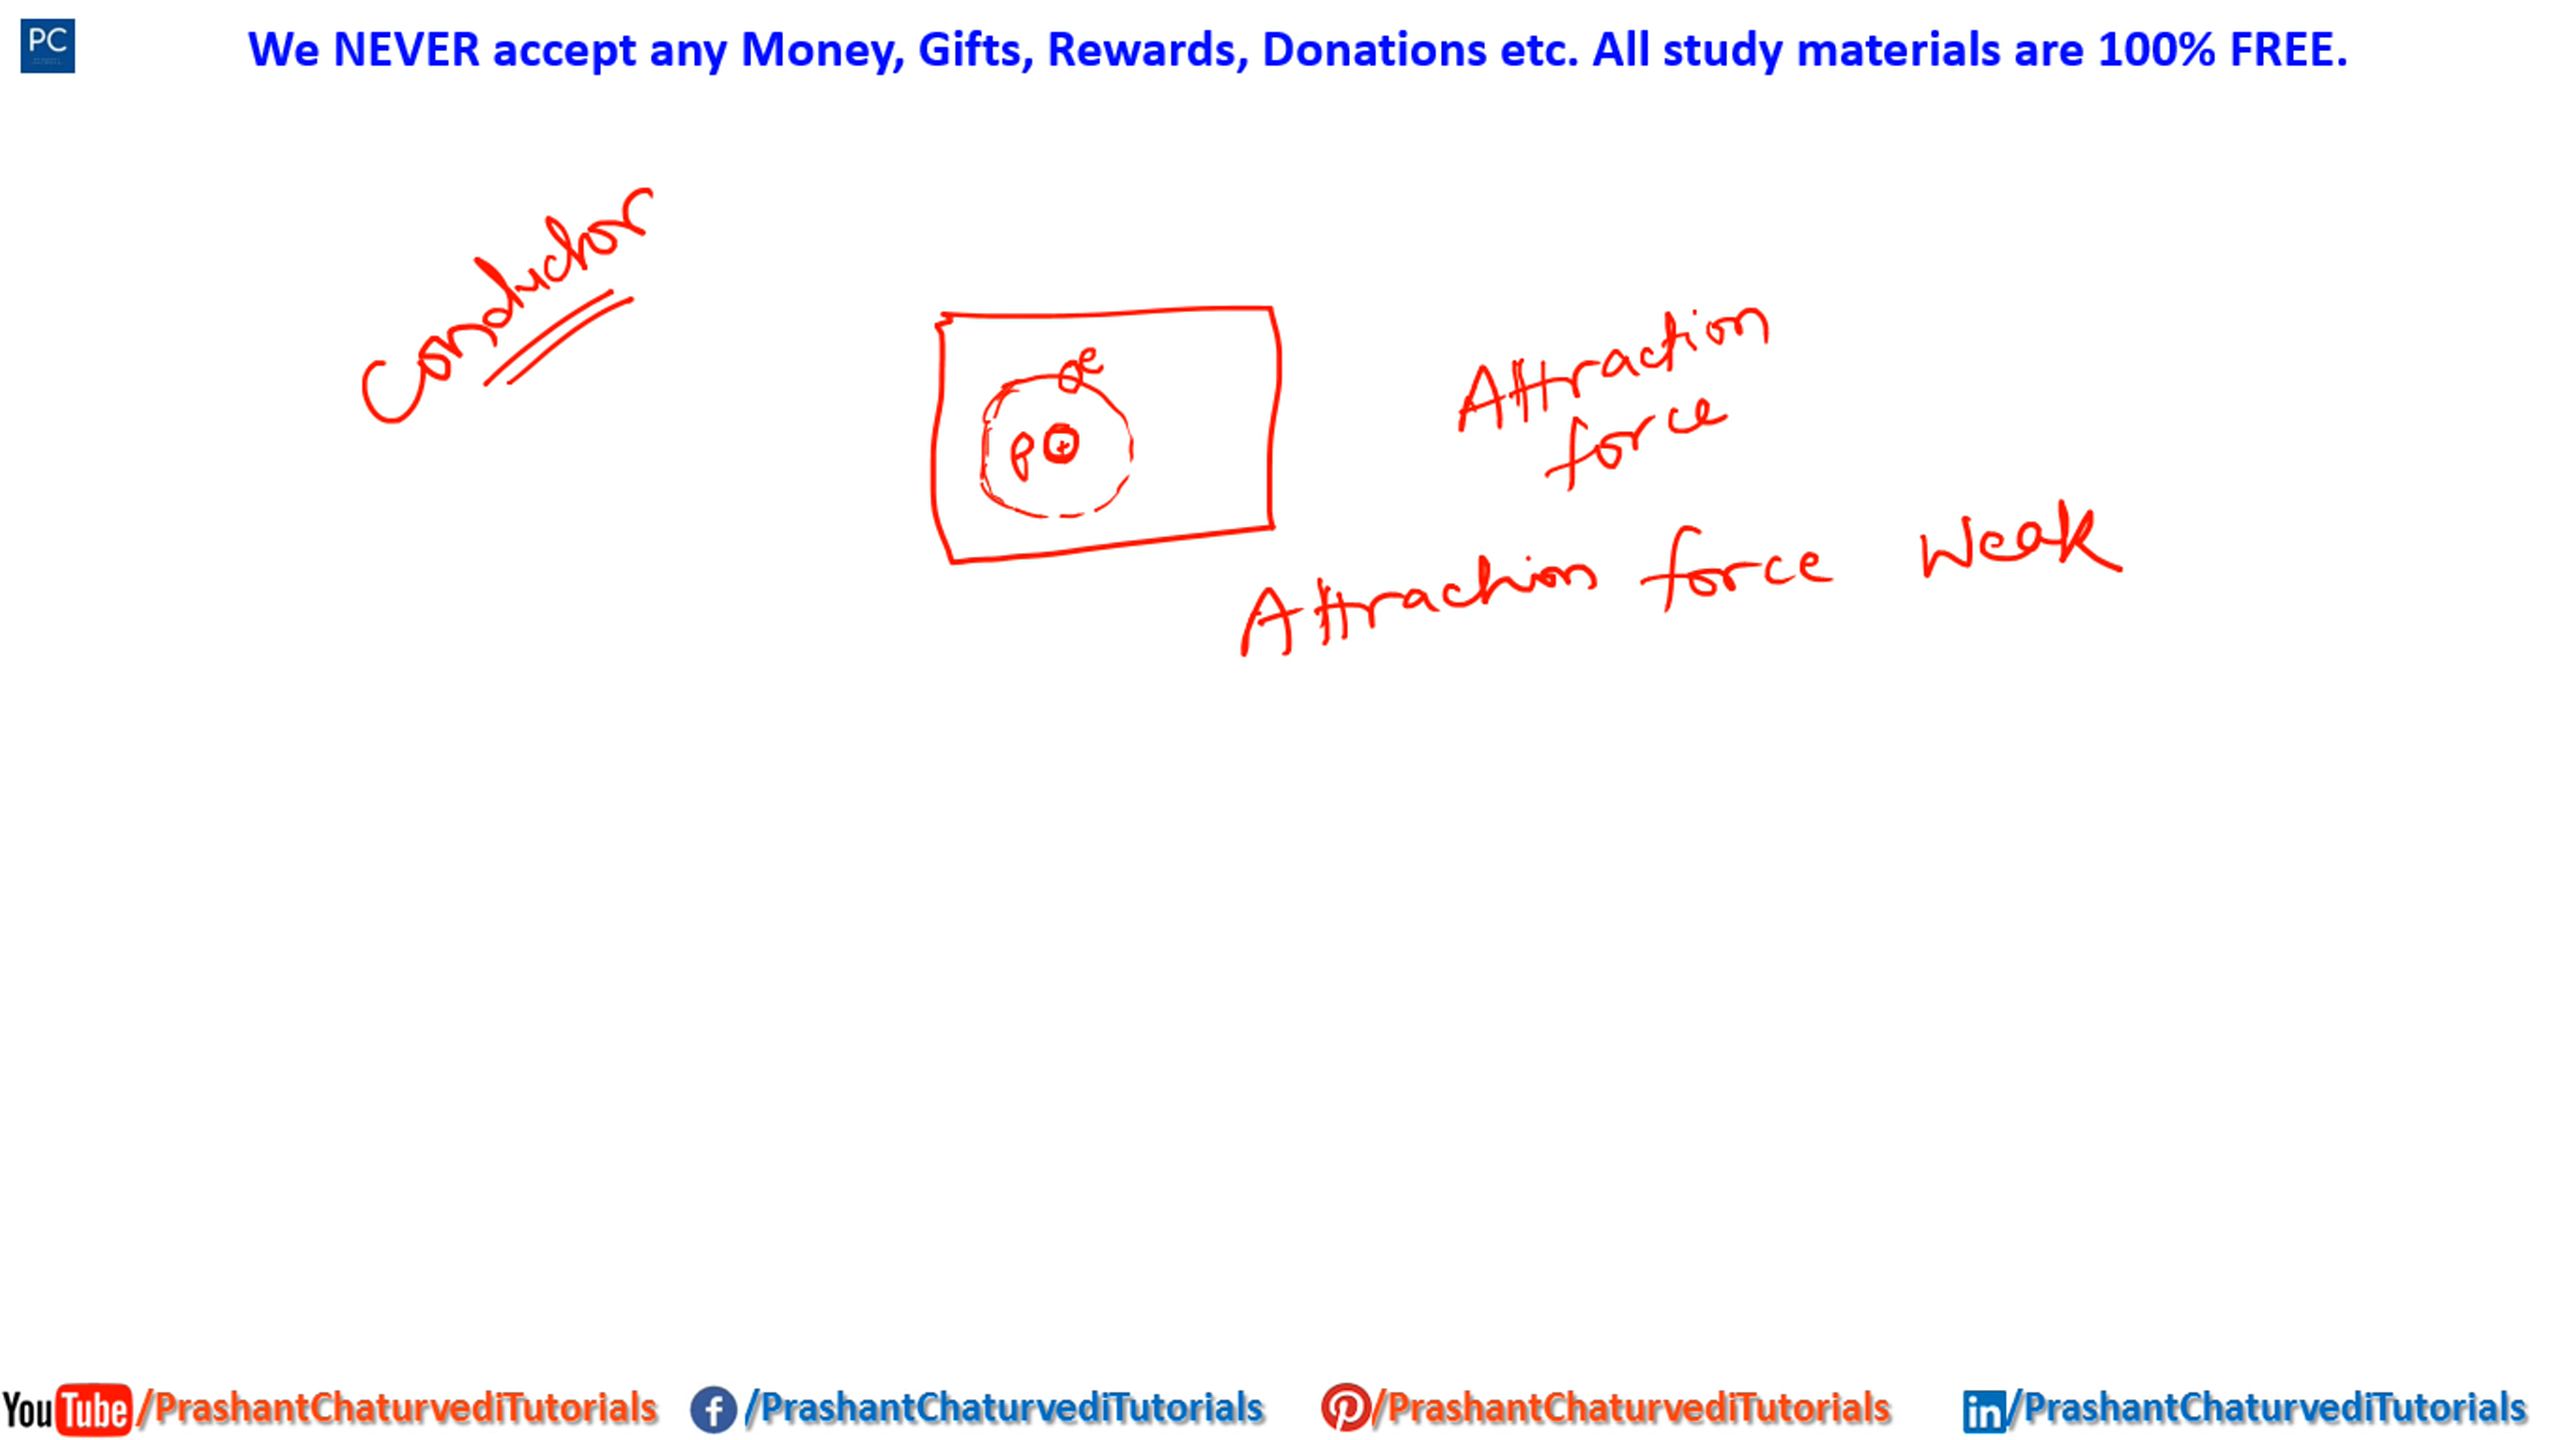 PC
We NEVER accept any Money, Gifts, Rewards, Donations etc. All study materials are 100% FREE.
Conductor
e
P +
Attraction
force
Attraction force weak
YouTube/PrashantChaturvediTutorials f/PrashantChaturvediTutorials /PrashantChaturvediTutorials in/PrashantChaturvediTutorials